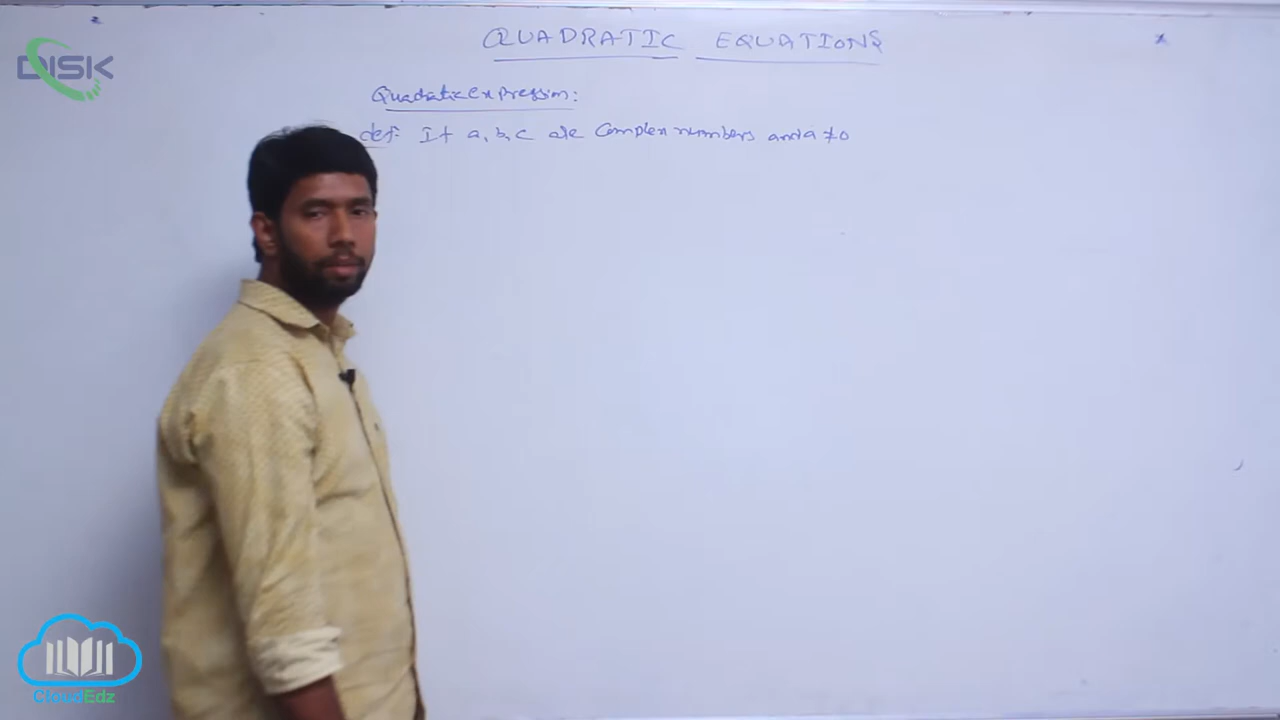 QUADRATIC EQUATIONS
DISK
Quadratic expression:
def: If a, b, c are Complex numbers and a ≠ 0
CloudEdz